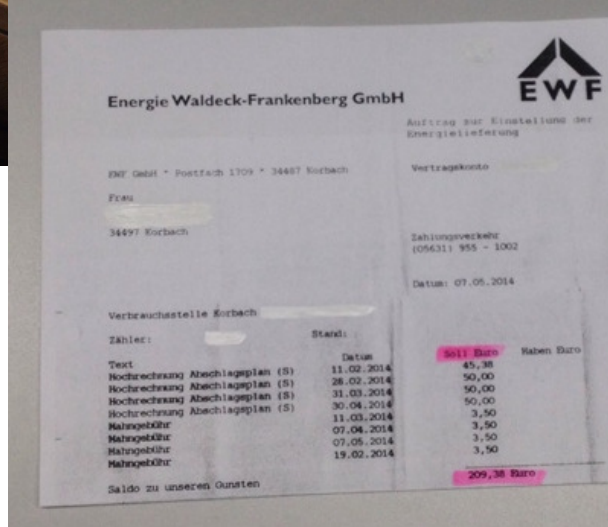 EWF
Energie Waldeck-Frankenberg GmbH
Auftrag zur Einstellung der
Energielieferung
EWF GmbH * Postfach 1709 * 34487 Korbach
Vertragskonto
Frau
34497 Korbach
Zahlungsverkehr
(05631) 955 - 1002
Datum: 07.05.2014
Verbrauchsstelle Korbach
Zähler: Stand:
Text Datum Soll Euro Haben Euro
Hochrechnung Abschlagsplan (S) 11.02.2014 45,38
Hochrechnung Abschlagsplan (S) 28.02.2014 50,00
Hochrechnung Abschlagsplan (S) 31.03.2014 50,00
Hochrechnung Abschlagsplan (S) 30.04.2014 50,00
Mahngebühr 11.03.2014 3,50
Mahngebühr 07.04.2014 3,50
Mahngebühr 07.05.2014 3,50
Mahngebühr 19.02.2014 3,50
Saldo zu unseren Gunsten 209,38 Euro